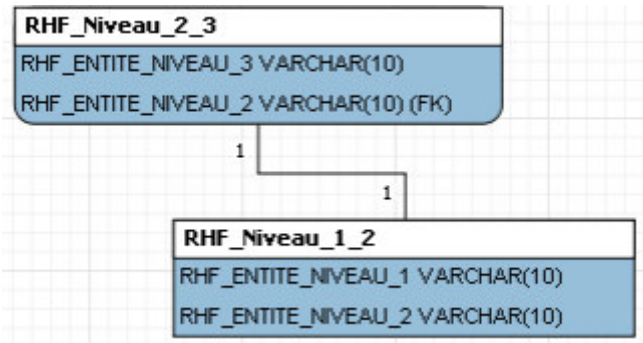 RHF_Niveau_2_3
RHF_ENTITE_NIVEAU_3 VARCHAR(10)
RHF_ENTITE_NIVEAU_2 VARCHAR(10) (FK)
1
1
RHF_Niveau_1_2
RHF_ENTITE_NIVEAU_1 VARCHAR(10)
RHF_ENTITE_NIVEAU_2 VARCHAR(10)